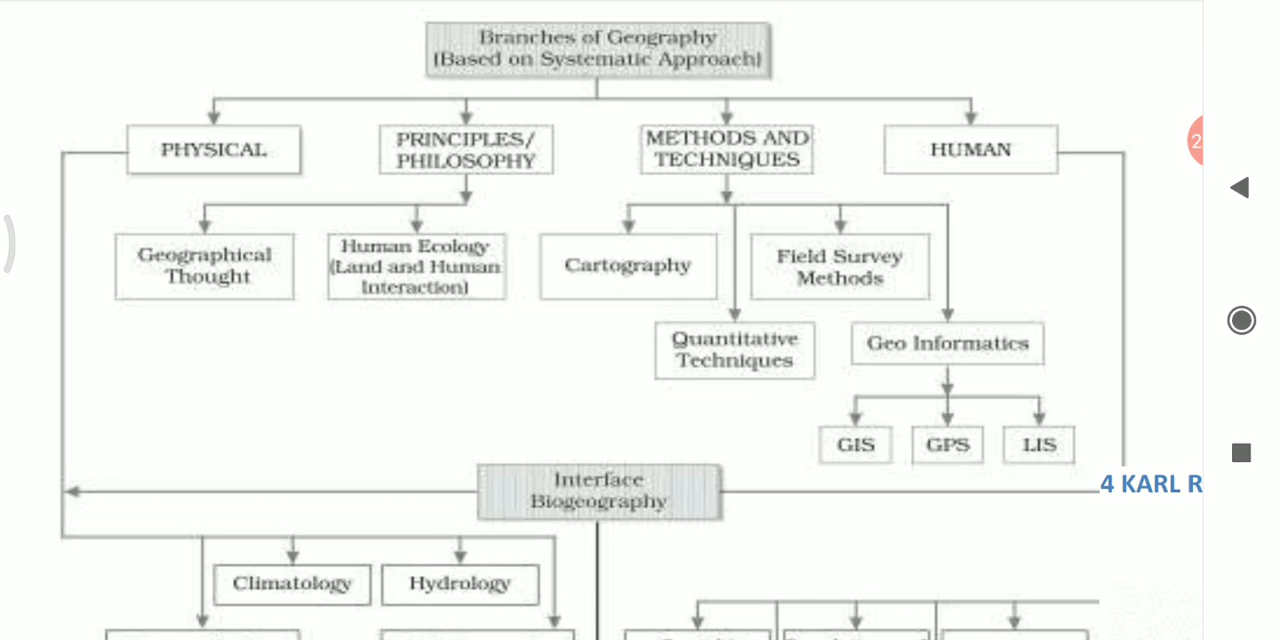 Branches of Geography
(Based on Systematic Approach)
PHYSICAL
PRINCIPLES/
PHILOSOPHY
METHODS AND
TECHNIQUES
HUMAN
Geographical
Thought
Human Ecology
(Land and Human
Interaction)
Cartography
Field Survey
Methods
Quantitative
Techniques
Geo Informatics
GIS
GPS
LIS
Interface
Biogeography
4 KARL R
Climatology
Hydrology
2